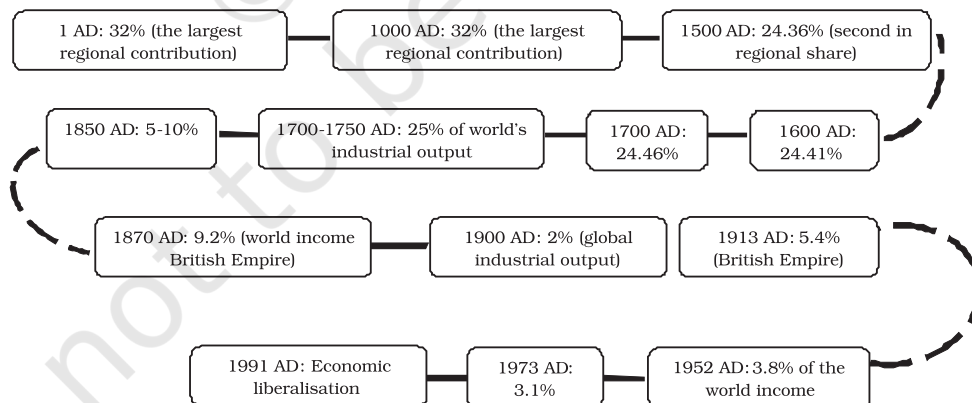 1 AD: 32% (the largest
regional contribution)
1000 AD: 32% (the largest
regional contribution)
1500 AD: 24.36% (second in
regional share)
1600 AD:
24.41%
1700 AD:
24.46%
1700-1750 AD: 25% of world's
industrial output
1850 AD: 5-10%
1870 AD: 9.2% (world income
British Empire)
1900 AD: 2% (global
industrial output)
1913 AD: 5.4%
(British Empire)
1952 AD:3.8% of the
world income
1973 AD:
3.1%
1991 AD: Economic
liberalisation
not to be